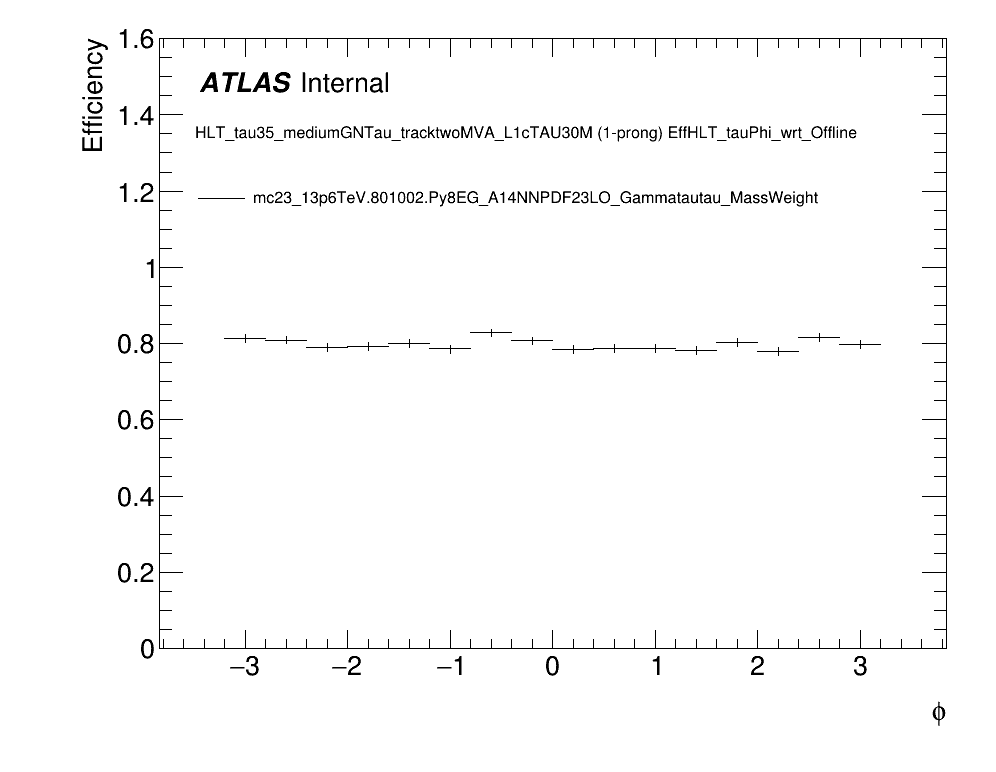 Efficiency
1.6
1.4
1.2
1
0.8
0.6
0.4
0.2
0
ATLAS Internal
HLT_tau35_mediumGNTau_tracktwoMVA_L1cTAU30M (1-prong) EffHLT_tauPhi_wrt_Offline
mc23_13p6TeV.801002.Py8EG_A14NNPDF23LO_Gammatautau_MassWeight
−3 −2 −1 0 1 2 3
ϕ